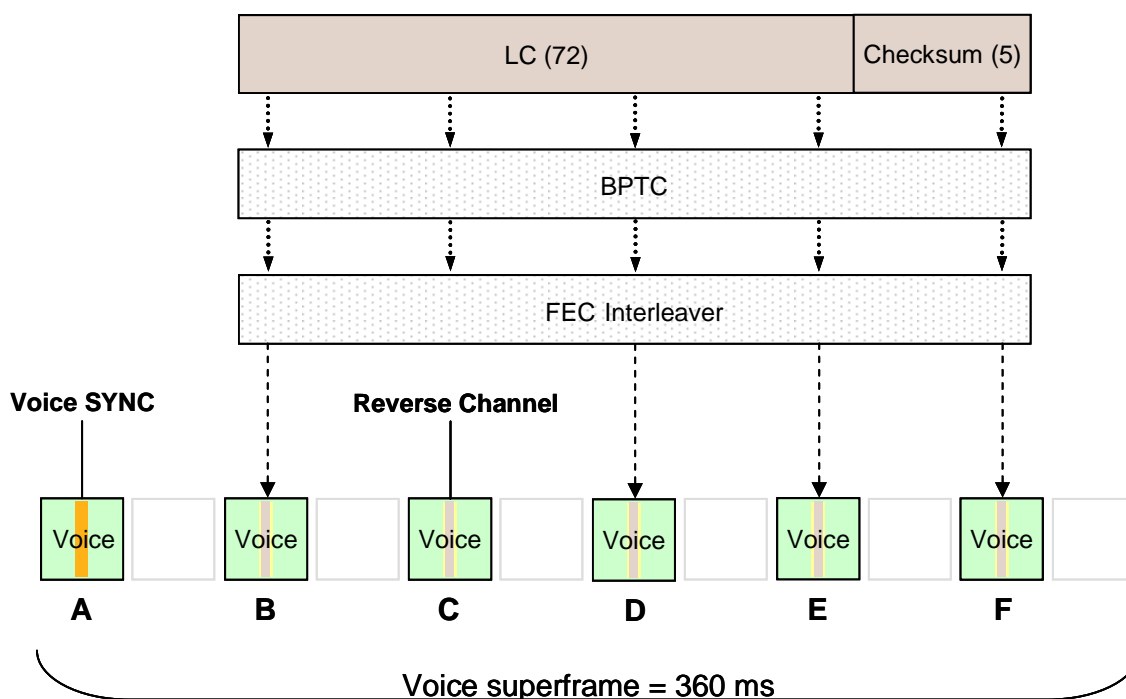 LC (72) Checksum (5)
BPTC
FEC Interleaver
Voice SYNC Reverse Channel
Voice Voice Voice Voice Voice Voice
A B C D E F
Voice superframe = 360 ms